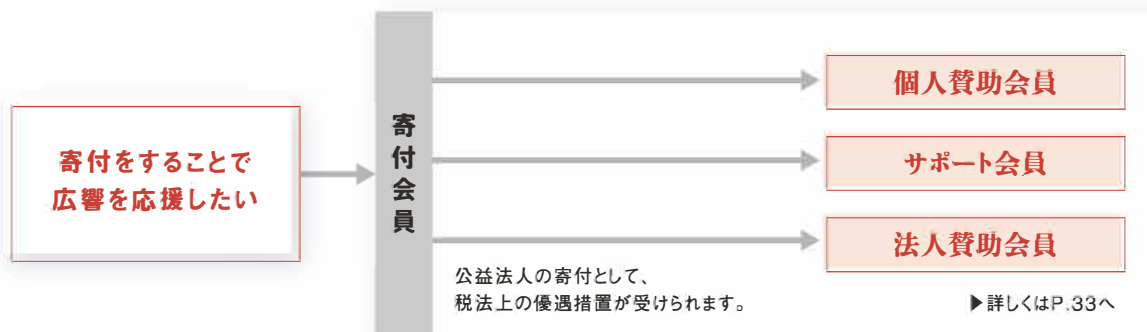 寄付をすることで
広響を応援したい
寄付会員
個人賛助会員
サポート会員
法人賛助会員
公益法人の寄付として、
税法上の優遇措置が受けられます。
▶詳しくはP.33へ